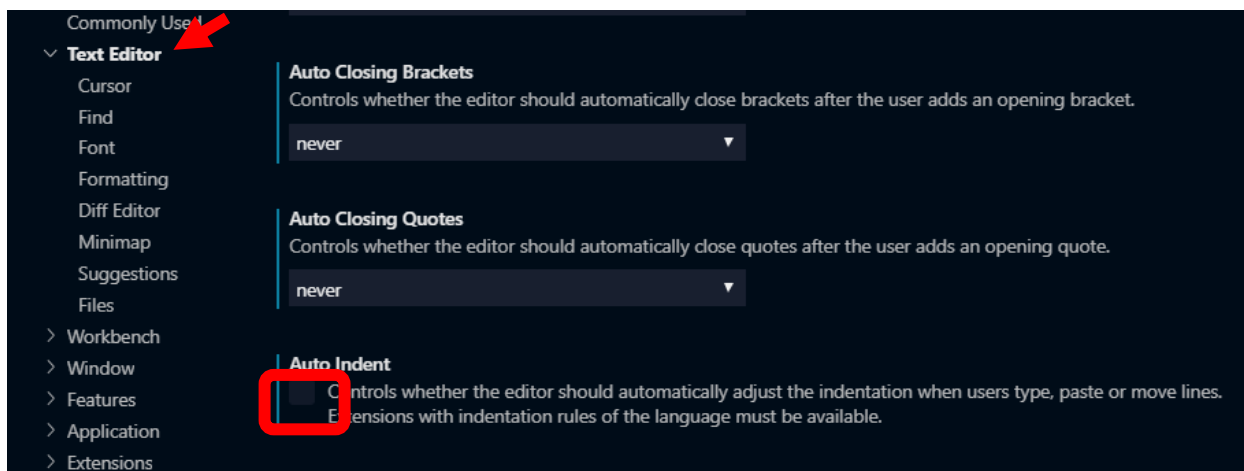 Commonly Used
Text Editor
Cursor
Find
Font
Formatting
Diff Editor
Minimap
Suggestions
Files
Workbench
Window
Features
Application
Extensions
Auto Closing Brackets
Controls whether the editor should automatically close brackets after the user adds an opening bracket.
never
Auto Closing Quotes
Controls whether the editor should automatically close quotes after the user adds an opening quote.
never
Auto Indent
Controls whether the editor should automatically adjust the indentation when users type, paste or move lines.
Extensions with indentation rules of the language must be available.